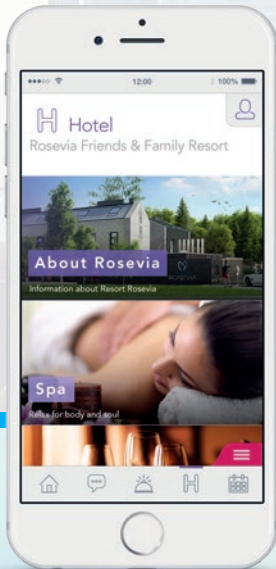 12:00
100%
H Hotel
Rosevia Friends & Family Resort
ROSEVIA
About Rosevia
Information about Resort Rosevia
Spa
Relax for body and soul
H